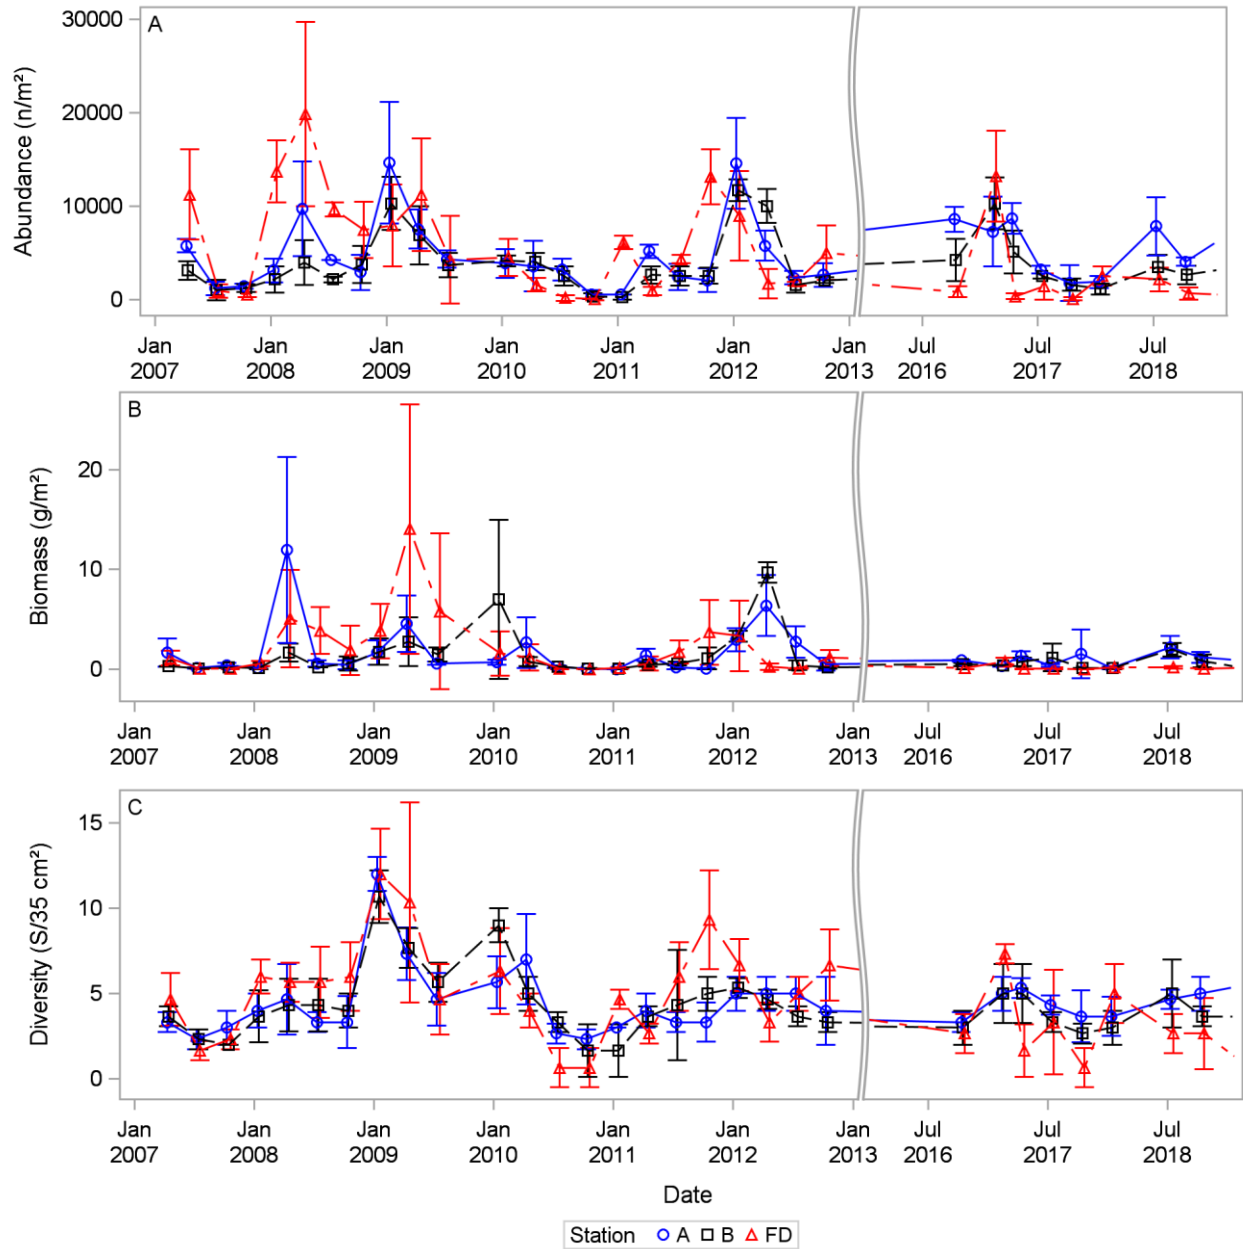 A
Abundance (n/m²)
30000
20000
10000
0
Jan Jan Jan Jan Jan Jan Jan Jul Jul Jul
2007 2008 2009 2010 2011 2012 2013 2016 2017 2018
B
Biomass (g/m²)
20
10
0
Jan Jan Jan Jan Jan Jan Jan Jul Jul Jul
2007 2008 2009 2010 2011 2012 2013 2016 2017 2018
C
Diversity (S/35 cm²)
15
10
5
0
Jan Jan Jan Jan Jan Jan Jan Jul Jul Jul
2007 2008 2009 2010 2011 2012 2013 2016 2017 2018
Date
Station A B FD